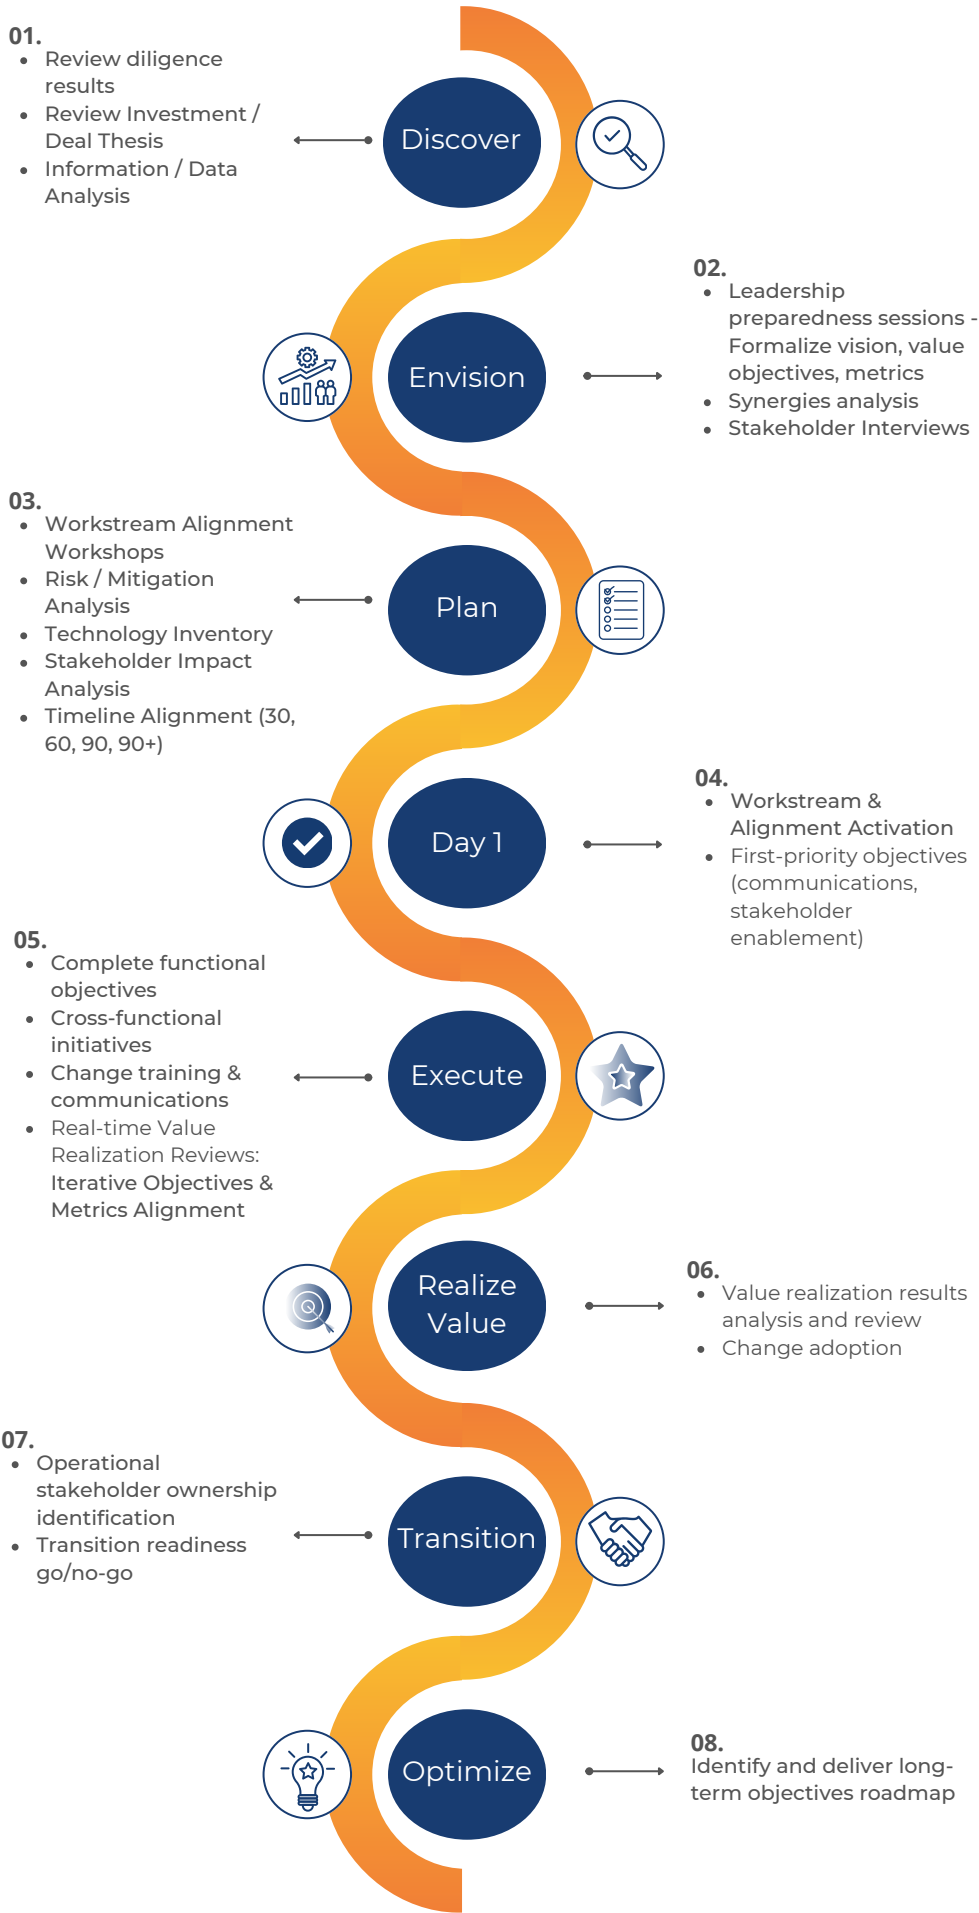 01.
• Review diligence
results
• Review Investment /
Deal Thesis
• Information / Data
Analysis
Discover
02.
• Leadership
preparedness sessions -
Formalize vision, value
objectives, metrics
• Synergies analysis
• Stakeholder Interviews
Envision
03.
• Workstream Alignment
Workshops
• Risk / Mitigation
Analysis
• Technology Inventory
• Stakeholder Impact
Analysis
• Timeline Alignment (30,
60, 90, 90+)
Plan
04.
• Workstream &
Alignment Activation
• First-priority objectives
(communications,
stakeholder
enablement)
Day 1
05.
• Complete functional
objectives
• Cross-functional
initiatives
• Change training &
communications
• Real-time Value
Realization Reviews:
Iterative Objectives &
Metrics Alignment
Execute
06.
• Value realization results
analysis and review
• Change adoption
Realize
Value
07.
• Operational
stakeholder ownership
identification
• Transition readiness
go/no-go
Transition
08.
Identify and deliver long-
term objectives roadmap
Optimize